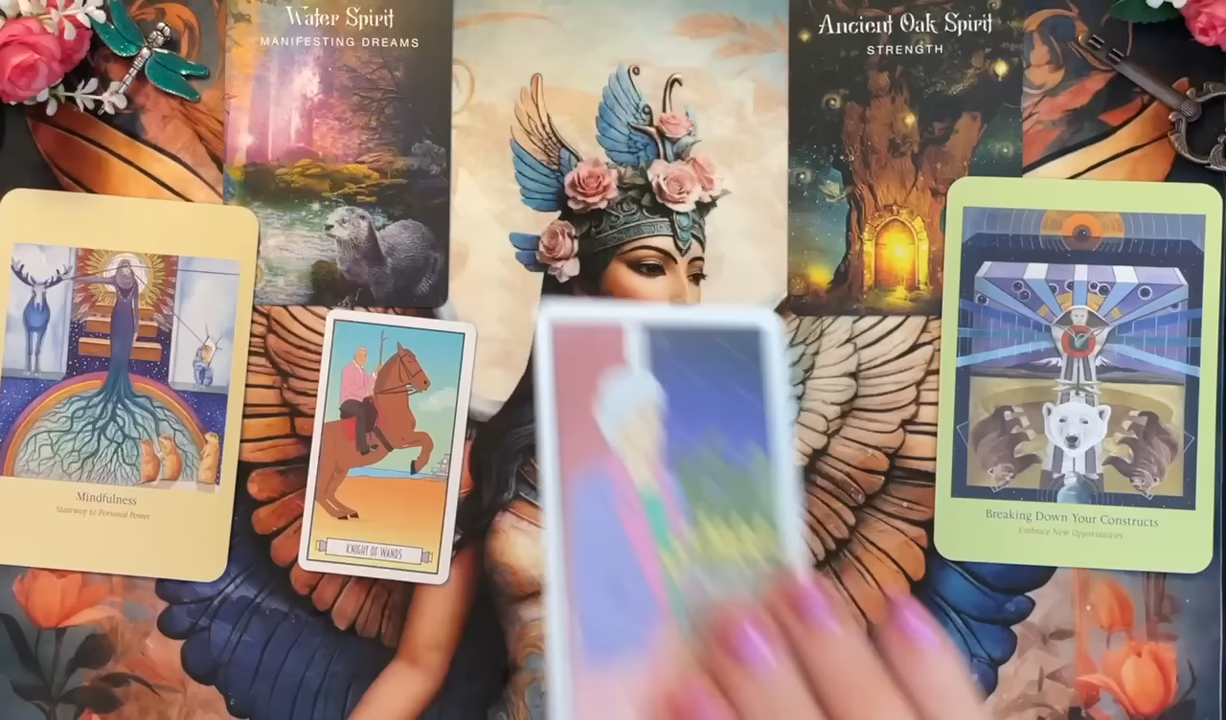 Water Spirit
MANIFESTING DREAMS
Ancient Oak Spirit
STRENGTH
Mindfulness
Stairway to Personal Power
KNIGHT OF WANDS
Breaking Down Your Constructs
Embrace New Opportunities